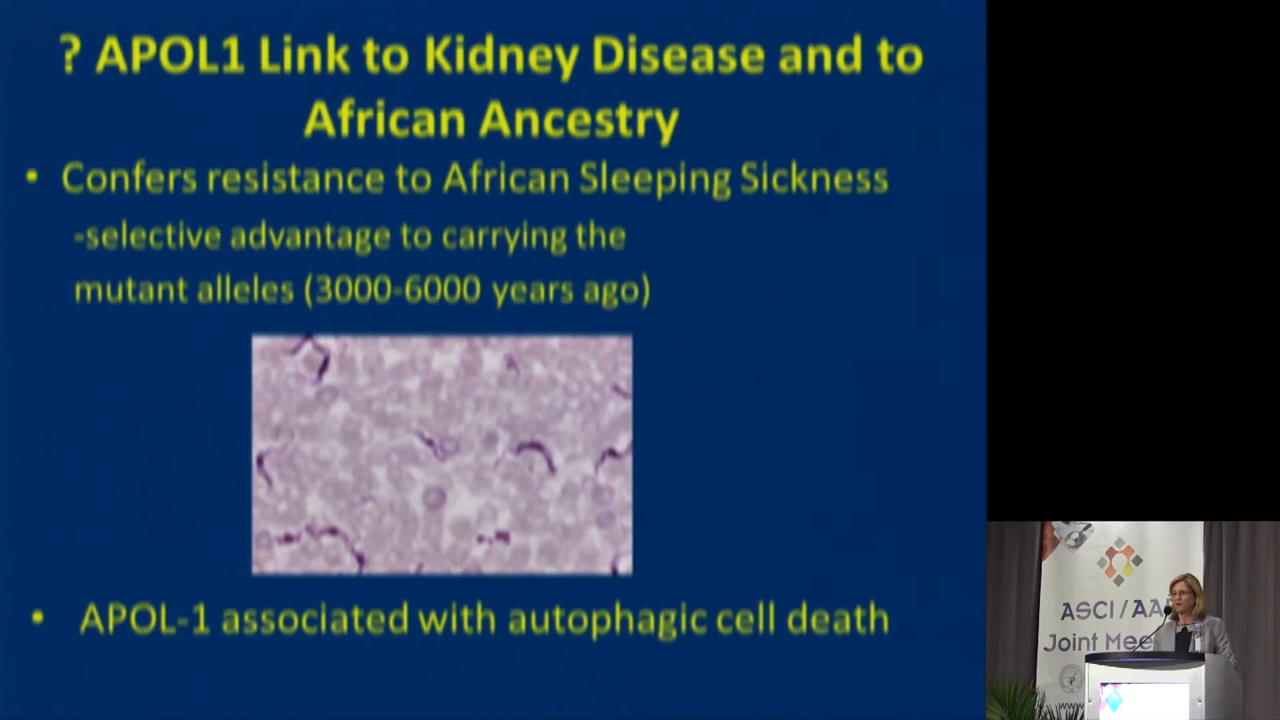 ? APOL1 Link to Kidney Disease and to
African Ancestry
• Confers resistance to African Sleeping Sickness
-selective advantage to carrying the
mutant alleles (3000-6000 years ago)
• APOL-1 associated with autophagic cell death
ASCI / AA
Joint Mee